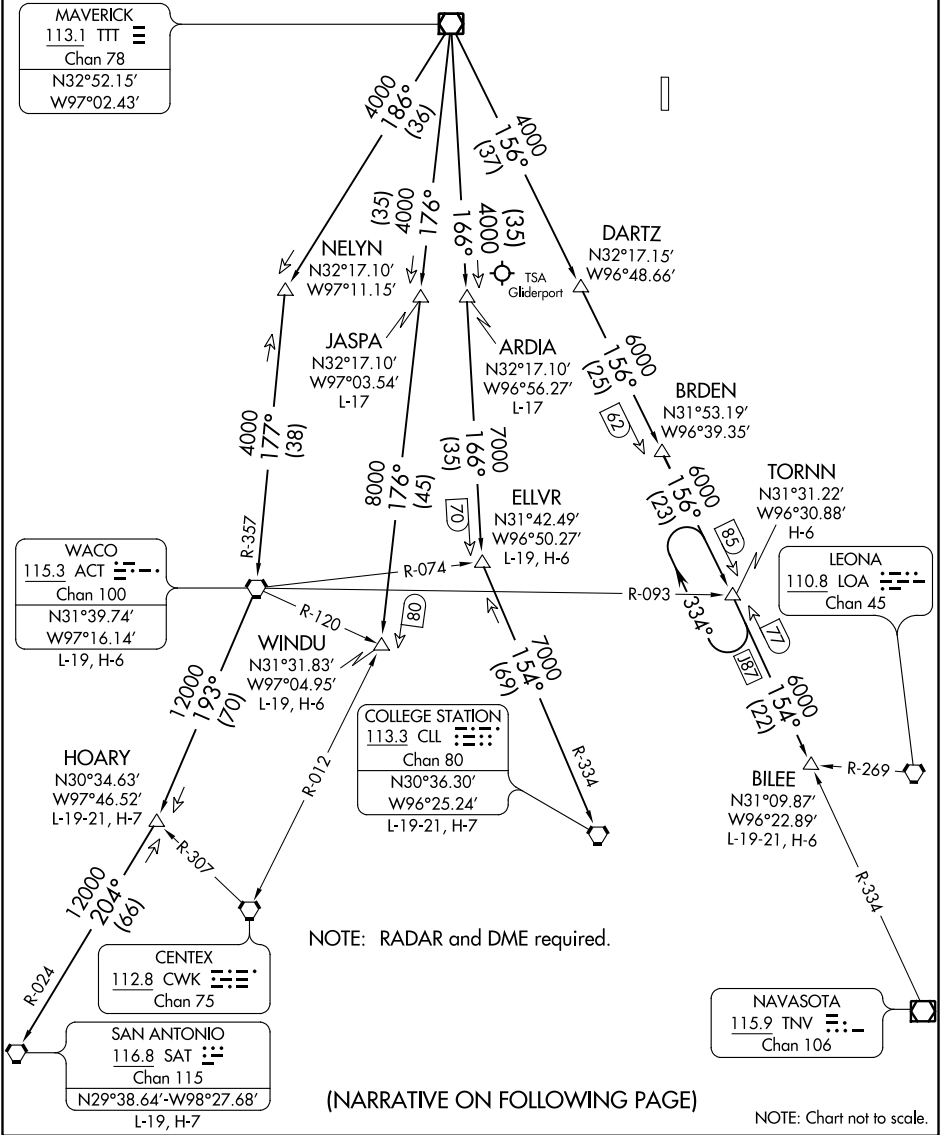 MAVERICK
113.1 TTT
Chan 78
N32°52.15'
W97°02.43'
4000
186°
(36)
(35)
4000
176°
166°
4000
(35)
4000
156°
(37)
NELYN
N32°17.10'
W97°11.15'
TSA
Gliderport
DARTZ
N32°17.15'
W96°48.66'
JASPA
N32°17.10'
W97°03.54'
L-17
ARDIA
N32°17.10'
W96°56.27'
L-17
6000
156°
(25)
62
BRDEN
N31°53.19'
W96°39.35'
4000
177°
(38)
8000
176°
(45)
7000
166°
(35)
6000
156°
(23)
TORNN
N31°31.22'
W96°30.88'
H-6
70
ELLVR
N31°42.49'
W96°50.27'
L-19, H-6
85
R-357
WACO
115.3 ACT
Chan 100
N31°39.74'
W97°16.14'
L-19, H-6
R-074
R-093
R-120
LEONA
110.8 LOA
Chan 45
334°
77
J87
80
WINDU
N31°31.83'
W97°04.95'
L-19, H-6
7000
154°
(69)
6000
154°
(22)
12000
193°
(70)
COLLEGE STATION
113.3 CLL
Chan 80
N30°36.30'
W96°25.24'
L-19-21, H-7
R-334
HOARY
N30°34.63'
W97°46.52'
L-19-21, H-7
R-012
R-269
BILEE
N31°09.87'
W96°22.89'
L-19-21, H-6
R-307
12000
204°
(66)
R-334
R-024
NOTE: RADAR and DME required.
CENTEX
112.8 CWK
Chan 75
NAVASOTA
115.9 TNV
Chan 106
SAN ANTONIO
116.8 SAT
Chan 115
N29°38.64'-W98°27.68'
L-19, H-7
(NARRATIVE ON FOLLOWING PAGE)
NOTE: Chart not to scale.